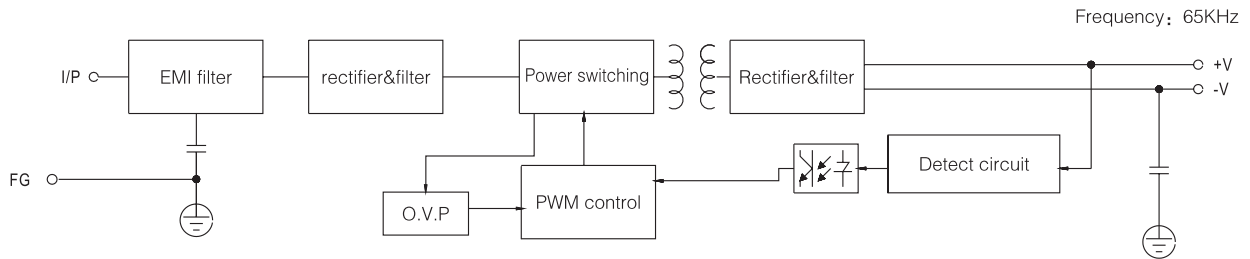 Frequency: 65KHz
I/P
EMI filter
rectifier&filter
Power switching
Rectifier&filter
+V
-V
FG
O.V.P
PWM control
Detect circuit